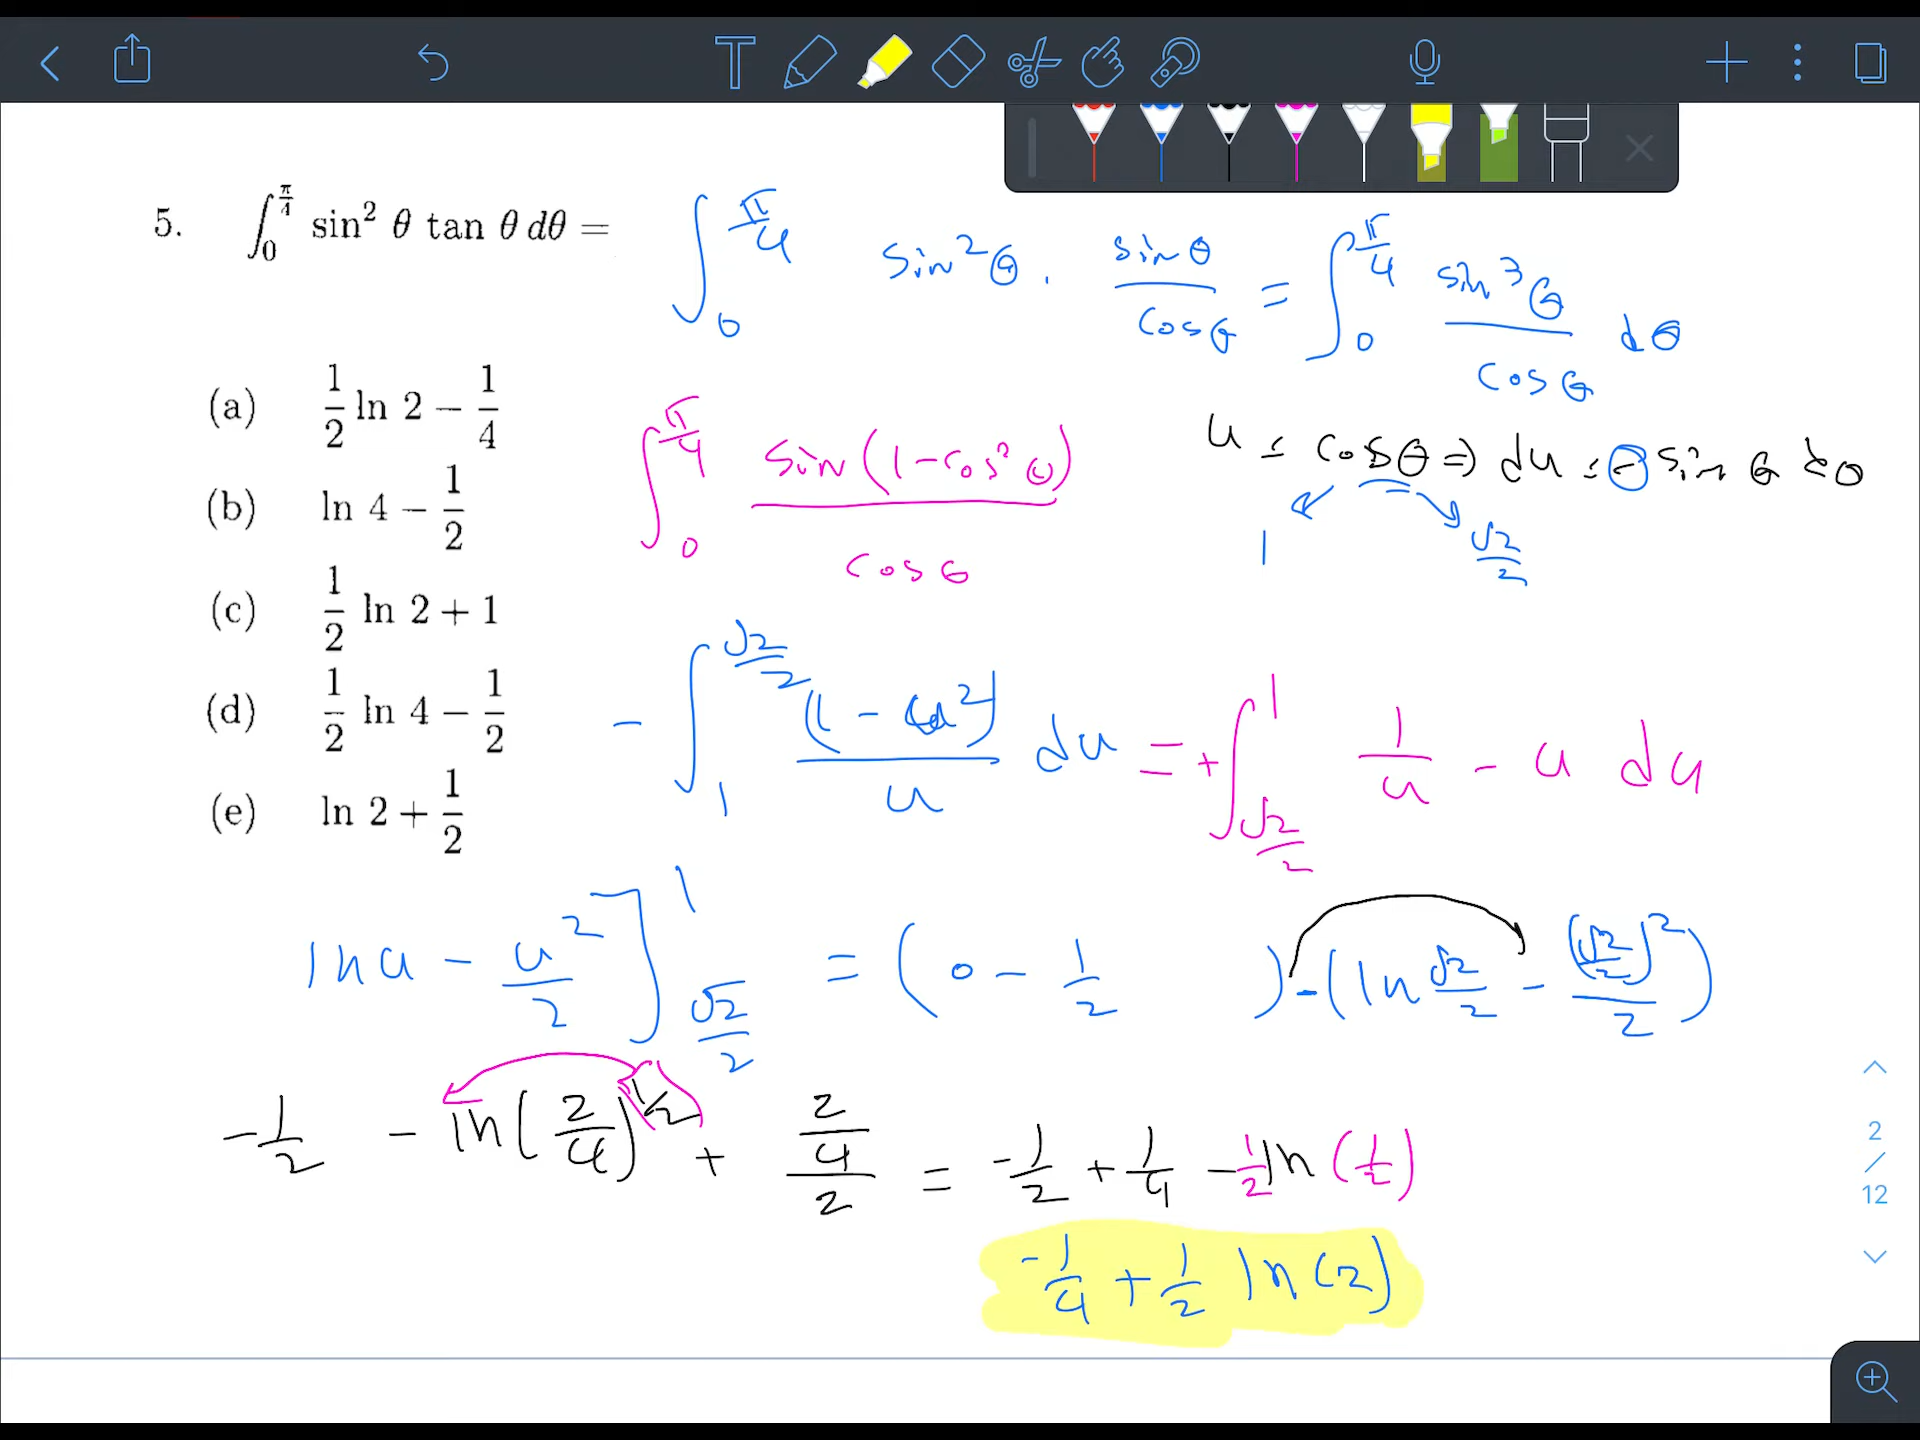 5. ∫_0^{π/4} sin² θ tan θ dθ = ∫_0^{π/4} sin²θ · sinθ/cosθ = ∫_0^{π/4} sin³θ/cosθ dθ
(a) 1/2 ln 2 − 1/4
(b) ln 4 − 1/2
(c) 1/2 ln 2 + 1
(d) 1/2 ln 4 − 1/2
(e) ln 2 + 1/2
∫_0^{π/4} sin(1-cos²θ)/cosθ
u = cosθ ⇒ du = - sinθ dθ
1 √2/2
- ∫_1^{√2/2} (1-u²)/u du = + ∫_{√2/2}^1 1/u - u du
ln u - u²/2 ]_{√2/2}^1 = (0 - 1/2) - (ln √2/2 - (√2/2)²/2)
-1/2 - ln(2/4)^{1/2} + (2/4)/2 = -1/2 + 1/4 - 1/2 ln(1/2)
-1/4 + 1/2 ln(2)
2
/
12